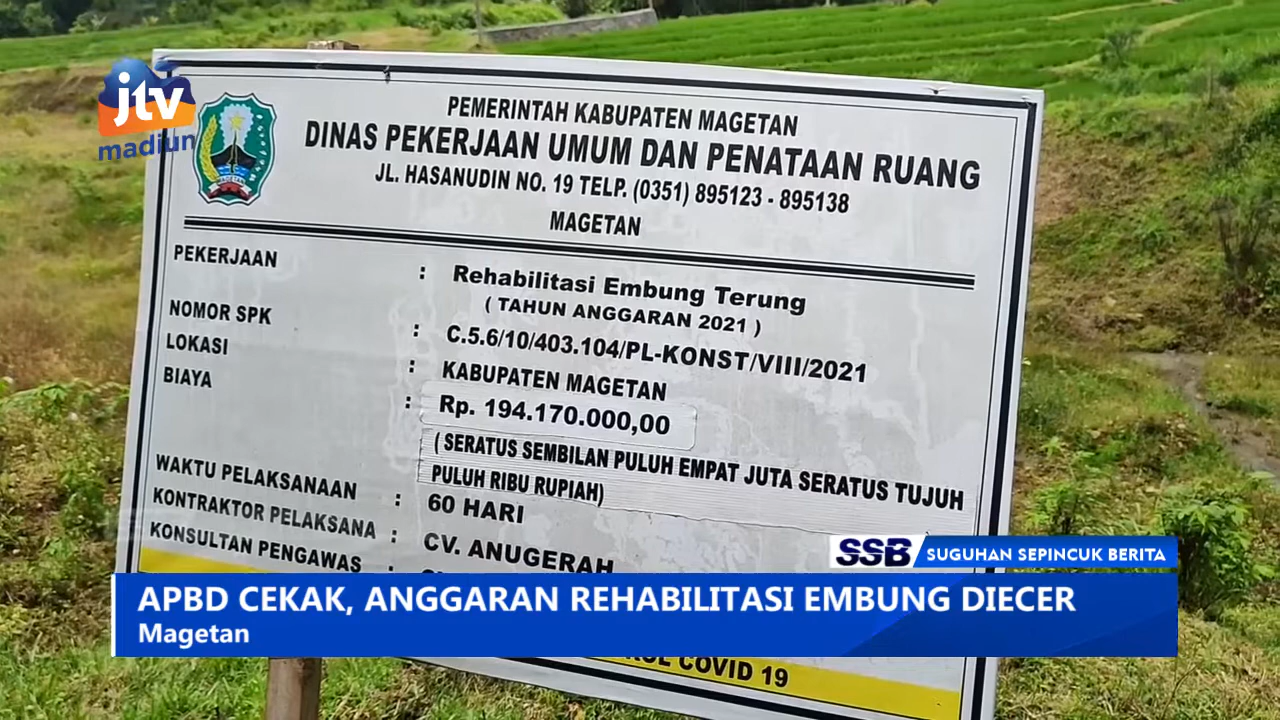 jtv
madiun
MAGETAN
PEMERINTAH KABUPATEN MAGETAN
DINAS PEKERJAAN UMUM DAN PENATAAN RUANG
JL. HASANUDIN NO. 19 TELP. (0351) 895123 - 895138
MAGETAN
PEKERJAAN : Rehabilitasi Embung Terung
( TAHUN ANGGARAN 2021 )
NOMOR SPK : C.5.6/10/403.104/PL-KONST/VIII/2021
LOKASI : KABUPATEN MAGETAN
BIAYA : Rp. 194.170.000,00
( SERATUS SEMBILAN PULUH EMPAT JUTA SERATUS TUJUH
PULUH RIBU RUPIAH)
WAKTU PELAKSANAAN : 60 HARI
KONTRAKTOR PELAKSANA : CV. ANUGERAH
KONSULTAN PENGAWAS :
SSB SUGUHAN SEPINCUK BERITA
APBD CEKAK, ANGGARAN REHABILITASI EMBUNG DIECER
Magetan
COVID 19